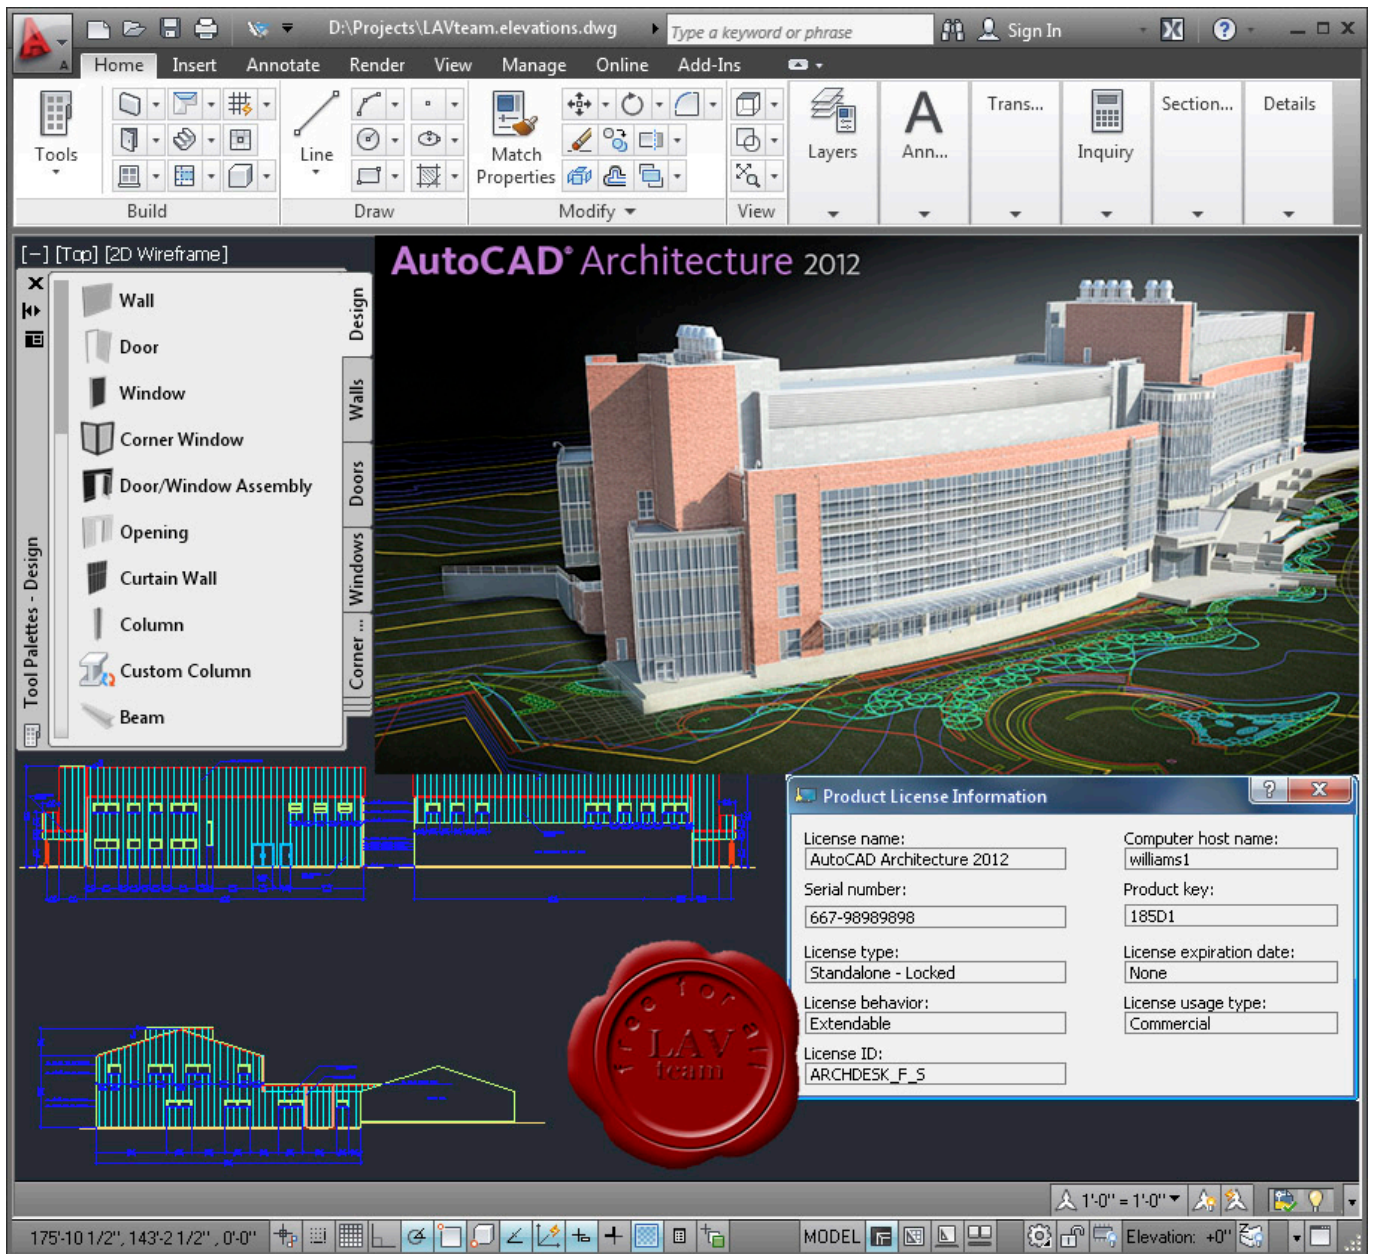 D:\Projects\LAVteam.elevations.dwg
Type a keyword or phrase
Sign In
Home Insert Annotate Render View Manage Online Add-Ins
Tools
Line
Match
Properties
Layers
Ann...
Trans...
Inquiry
Section...
Details
Build
Draw
Modify
View
[−] [Top] [2D Wireframe]
AutoCAD® Architecture 2012
Wall
Door
Window
Corner Window
Door/Window Assembly
Opening
Curtain Wall
Column
Custom Column
Beam
Design
Walls
Doors
Windows
Corner ...
Tool Palettes - Design
Product License Information
License name:
AutoCAD Architecture 2012
Computer host name:
williams1
Serial number:
667-98989898
Product key:
185D1
License type:
Standalone - Locked
License expiration date:
None
License behavior:
Extendable
License usage type:
Commercial
License ID:
ARCHDESK_F_S
free for all
LAV
team
1'-0" = 1'-0"
175'-10 1/2", 143'-2 1/2", 0'-0"
MODEL
Elevation: +0"